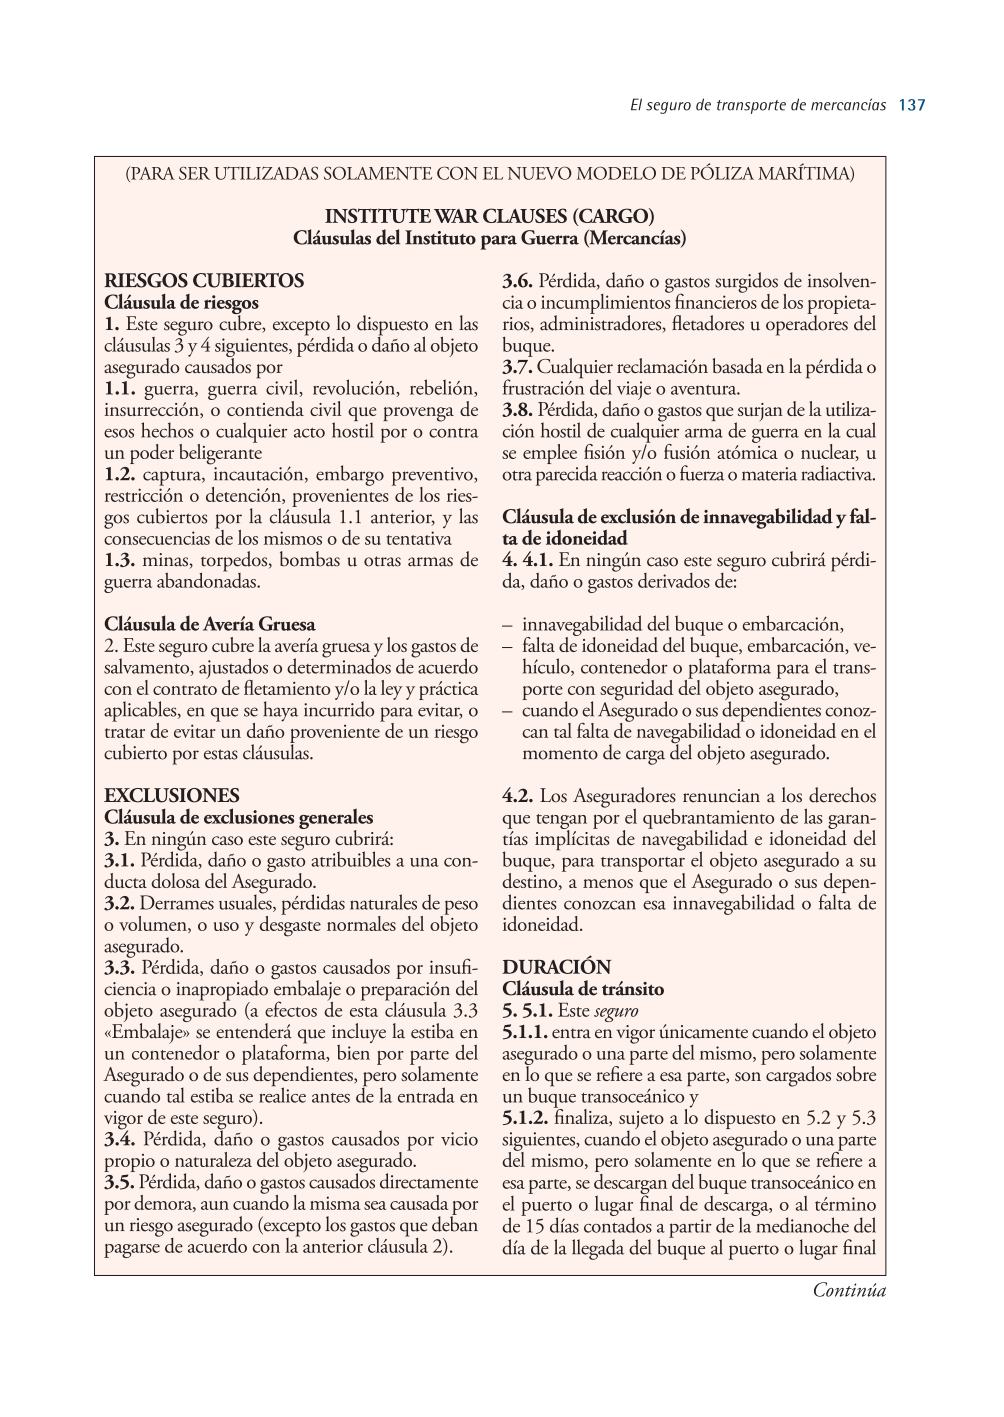 El seguro de transporte de mercancías 137
(PARA SER UTILIZADAS SOLAMENTE CON EL NUEVO MODELO DE PÓLIZA MARÍTIMA)
INSTITUTE WAR CLAUSES (CARGO)
Cláusulas del Instituto para Guerra (Mercancías)
RIESGOS CUBIERTOS
Cláusula de riesgos
1. Este seguro cubre, excepto lo dispuesto en las
cláusulas 3 y 4 siguientes, pérdida o daño al objeto
asegurado causados por
1.1. guerra, guerra civil, revolución, rebelión,
insurrección, o contienda civil que provenga de
esos hechos o cualquier acto hostil por o contra
un poder beligerante
1.2. captura, incautación, embargo preventivo,
restricción o detención, provenientes de los ries-
gos cubiertos por la cláusula 1.1 anterior, y las
consecuencias de los mismos o de su tentativa
1.3. minas, torpedos, bombas u otras armas de
guerra abandonadas.
Cláusula de Avería Gruesa
2. Este seguro cubre la avería gruesa y los gastos de
salvamento, ajustados o determinados de acuerdo
con el contrato de fletamiento y/o la ley y práctica
aplicables, en que se haya incurrido para evitar, o
tratar de evitar un daño proveniente de un riesgo
cubierto por estas cláusulas.
EXCLUSIONES
Cláusula de exclusiones generales
3. En ningún caso este seguro cubrirá:
3.1. Pérdida, daño o gasto atribuibles a una con-
ducta dolosa del Asegurado.
3.2. Derrames usuales, pérdidas naturales de peso
o volumen, o uso y desgaste normales del objeto
asegurado.
3.3. Pérdida, daño o gastos causados por insufi-
ciencia o inapropiado embalaje o preparación del
objeto asegurado (a efectos de esta cláusula 3.3
«Embalaje» se entenderá que incluye la estiba en
un contenedor o plataforma, bien por parte del
Asegurado o de sus dependientes, pero solamente
cuando tal estiba se realice antes de la entrada en
vigor de este seguro).
3.4. Pérdida, daño o gastos causados por vicio
propio o naturaleza del objeto asegurado.
3.5. Pérdida, daño o gastos causados directamente
por demora, aun cuando la misma sea causada por
un riesgo asegurado (excepto los gastos que deban
pagarse de acuerdo con la anterior cláusula 2).
3.6. Pérdida, daño o gastos surgidos de insolven-
cia o incumplimientos financieros de los propieta-
rios, administradores, fletadores u operadores del
buque.
3.7. Cualquier reclamación basada en la pérdida o
frustración del viaje o aventura.
3.8. Pérdida, daño o gastos que surjan de la utiliza-
ción hostil de cualquier arma de guerra en la cual
se emplee fisión y/o fusión atómica o nuclear, u
otra parecida reacción o fuerza o materia radiactiva.
Cláusula de exclusión de innavegabilidad y fal-
ta de idoneidad
4. 4.1. En ningún caso este seguro cubrirá pérdi-
da, daño o gastos derivados de:
– innavegabilidad del buque o embarcación,
– falta de idoneidad del buque, embarcación, ve-
hículo, contenedor o plataforma para el trans-
porte con seguridad del objeto asegurado,
– cuando el Asegurado o sus dependientes conoz-
can tal falta de navegabilidad o idoneidad en el
momento de carga del objeto asegurado.
4.2. Los Aseguradores renuncian a los derechos
que tengan por el quebrantamiento de las garan-
tías implícitas de navegabilidad e idoneidad del
buque, para transportar el objeto asegurado a su
destino, a menos que el Asegurado o sus depen-
dientes conozcan esa innavegabilidad o falta de
idoneidad.
DURACIÓN
Cláusula de tránsito
5. 5.1. Este seguro
5.1.1. entra en vigor únicamente cuando el objeto
asegurado o una parte del mismo, pero solamente
en lo que se refiere a esa parte, son cargados sobre
un buque transoceánico y
5.1.2. finaliza, sujeto a lo dispuesto en 5.2 y 5.3
siguientes, cuando el objeto asegurado o una parte
del mismo, pero solamente en lo que se refiere a
esa parte, se descargan del buque transoceánico en
el puerto o lugar final de descarga, o al término
de 15 días contados a partir de la medianoche del
día de la llegada del buque al puerto o lugar final
Continúa